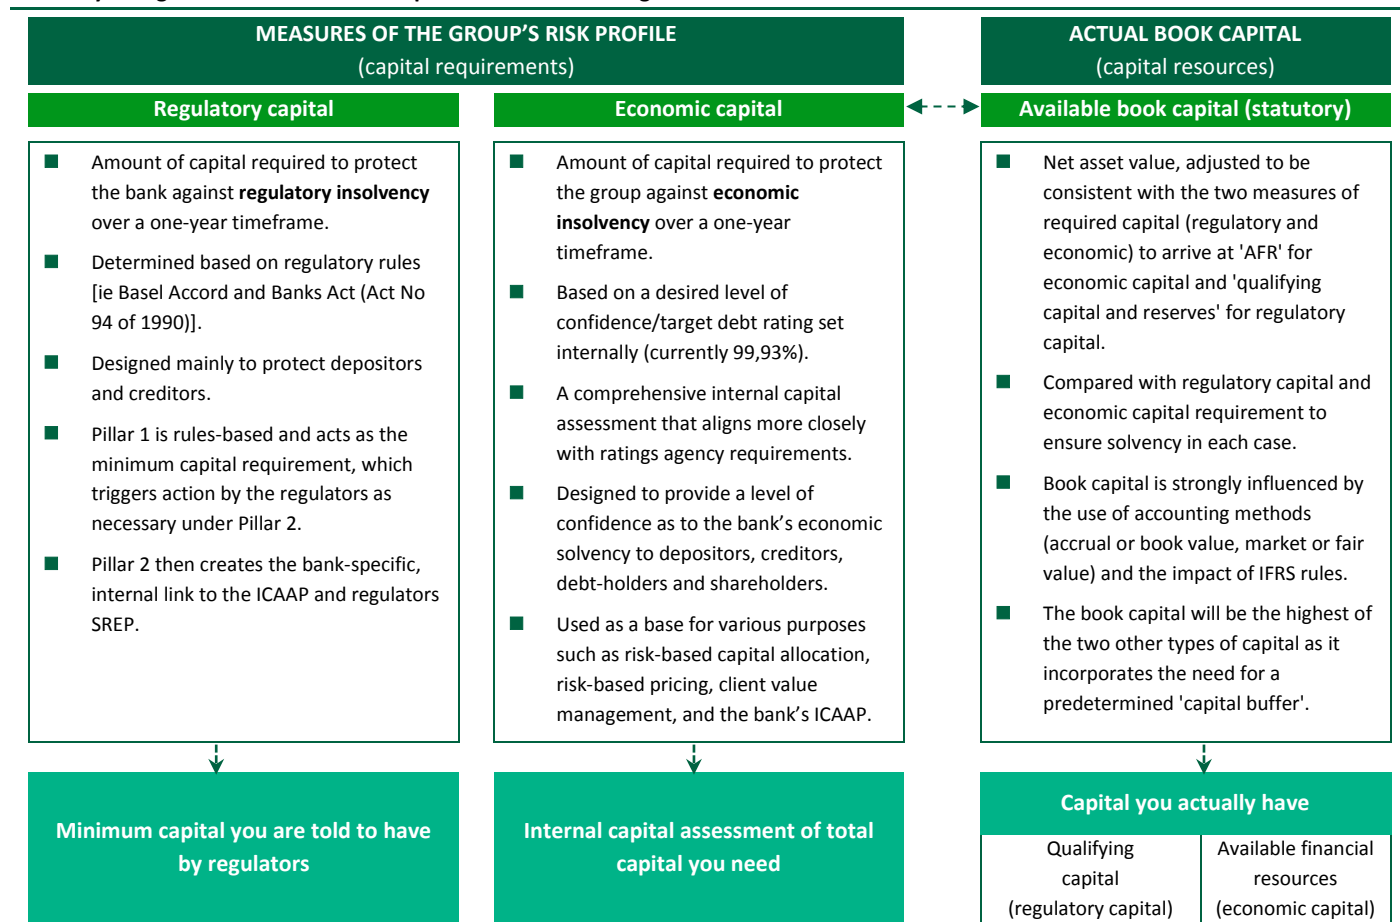 MEASURES OF THE GROUP'S RISK PROFILE
(capital requirements)
ACTUAL BOOK CAPITAL
(capital resources)
Regulatory capital
Economic capital
Available book capital (statutory)
Amount of capital required to protect
the bank against regulatory insolvency
over a one-year timeframe.
Determined based on regulatory rules
[ie Basel Accord and Banks Act (Act No
94 of 1990)].
Designed mainly to protect depositors
and creditors.
Pillar 1 is rules-based and acts as the
minimum capital requirement, which
triggers action by the regulators as
necessary under Pillar 2.
Pillar 2 then creates the bank-specific,
internal link to the ICAAP and regulators
SREP.
Amount of capital required to protect
the group against economic
insolvency over a one-year
timeframe.
Based on a desired level of
confidence/target debt rating set
internally (currently 99,93%).
A comprehensive internal capital
assessment that aligns more closely
with ratings agency requirements.
Designed to provide a level of
confidence as to the bank's economic
solvency to depositors, creditors,
debt-holders and shareholders.
Used as a base for various purposes
such as risk-based capital allocation,
risk-based pricing, client value
management, and the bank's ICAAP.
Net asset value, adjusted to be
consistent with the two measures of
required capital (regulatory and
economic) to arrive at 'AFR' for
economic capital and 'qualifying
capital and reserves' for regulatory
capital.
Compared with regulatory capital and
economic capital requirement to
ensure solvency in each case.
Book capital is strongly influenced by
the use of accounting methods
(accrual or book value, market or fair
value) and the impact of IFRS rules.
The book capital will be the highest of
the two other types of capital as it
incorporates the need for a
predetermined 'capital buffer'.
Minimum capital you are told to have
by regulators
Internal capital assessment of total
capital you need
Capital you actually have
Qualifying
capital
(regulatory capital)
Available financial
resources
(economic capital)